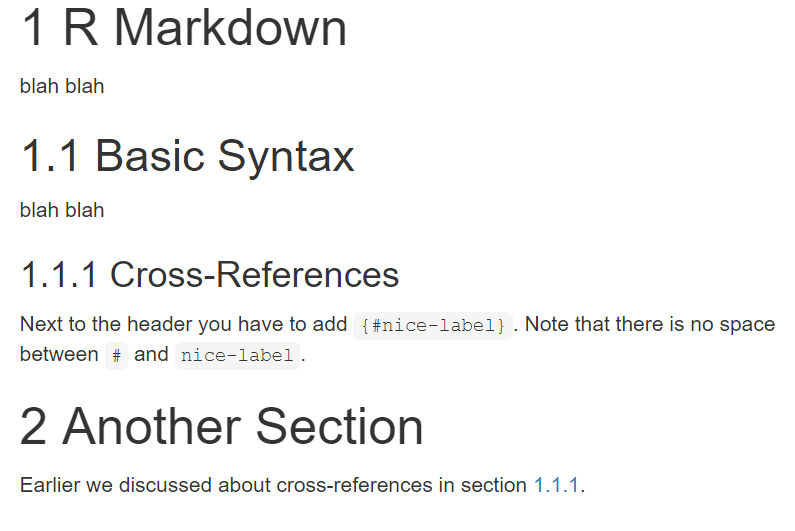 1 R Markdown
blah blah
1.1 Basic Syntax
blah blah
1.1.1 Cross-References
Next to the header you have to add {#nice-label}. Note that there is no space
between # and nice-label.
2 Another Section
Earlier we discussed about cross-references in section 1.1.1.